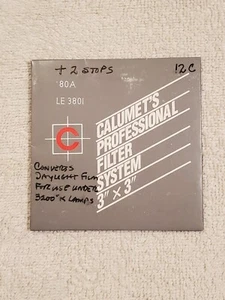 + 2 STOPS
12C
80A
LE 3801
C
CALUMET'S
PROFESSIONAL
FILTER
SYSTEM
3" × 3"
CONVERTS
DAYLIGHT FILM
FOR USE UNDER
3200°K LAMPS